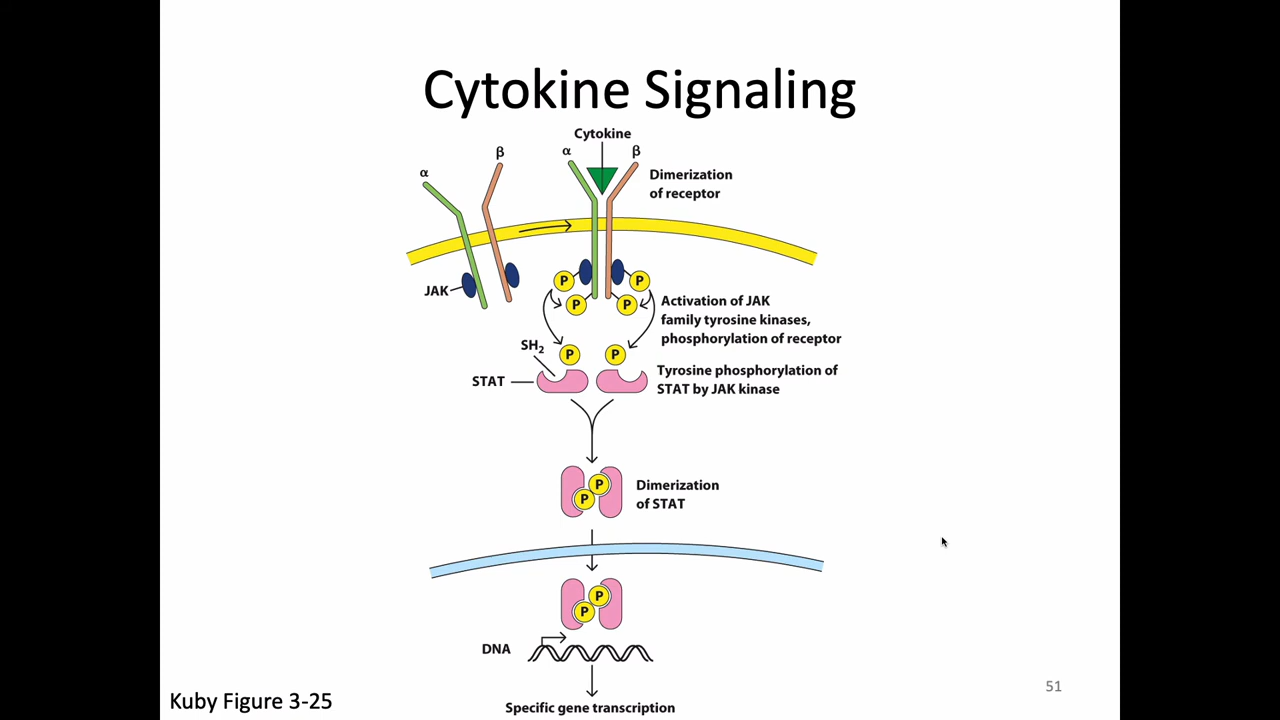 Cytokine Signaling
Cytokine
α
β
α
β
Dimerization
of receptor
JAK
P
P
P
P
Activation of JAK
family tyrosine kinases,
phosphorylation of receptor
SH2
P
P
STAT
Tyrosine phosphorylation of
STAT by JAK kinase
P
P
Dimerization
of STAT
P
P
DNA
Specific gene transcription
Kuby Figure 3-25
51